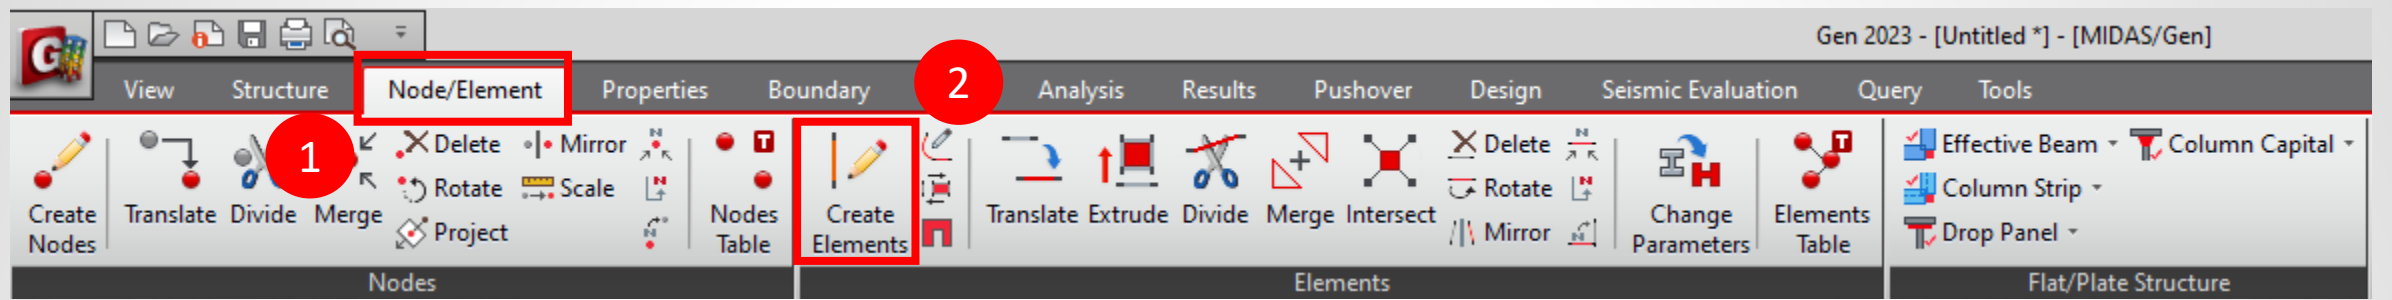 Gen 2023 - [Untitled *] - [MIDAS/Gen]
View Structure Node/Element Properties Boundary 2 Analysis Results Pushover Design Seismic Evaluation Query Tools
1
Create Nodes
Translate
Divide
Merge
Delete
Rotate
Project
Mirror
Scale
Nodes Table
Create Elements
Translate
Extrude
Divide
Merge
Intersect
Delete
Rotate
Mirror
Change Parameters
Elements Table
Effective Beam
Column Strip
Drop Panel
Column Capital
Nodes
Elements
Flat/Plate Structure